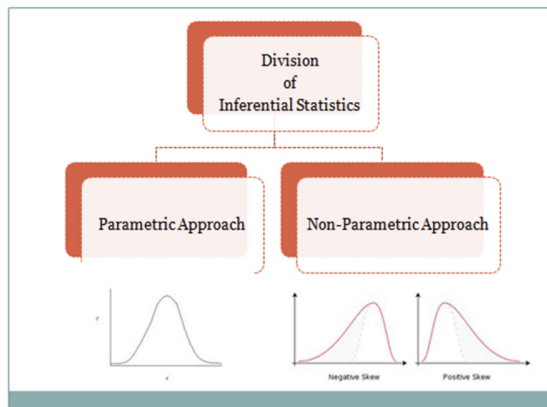 Division
of
Inferential Statistics
Parametric Approach
Non-Parametric Approach
Negative Skew
Positive Skew